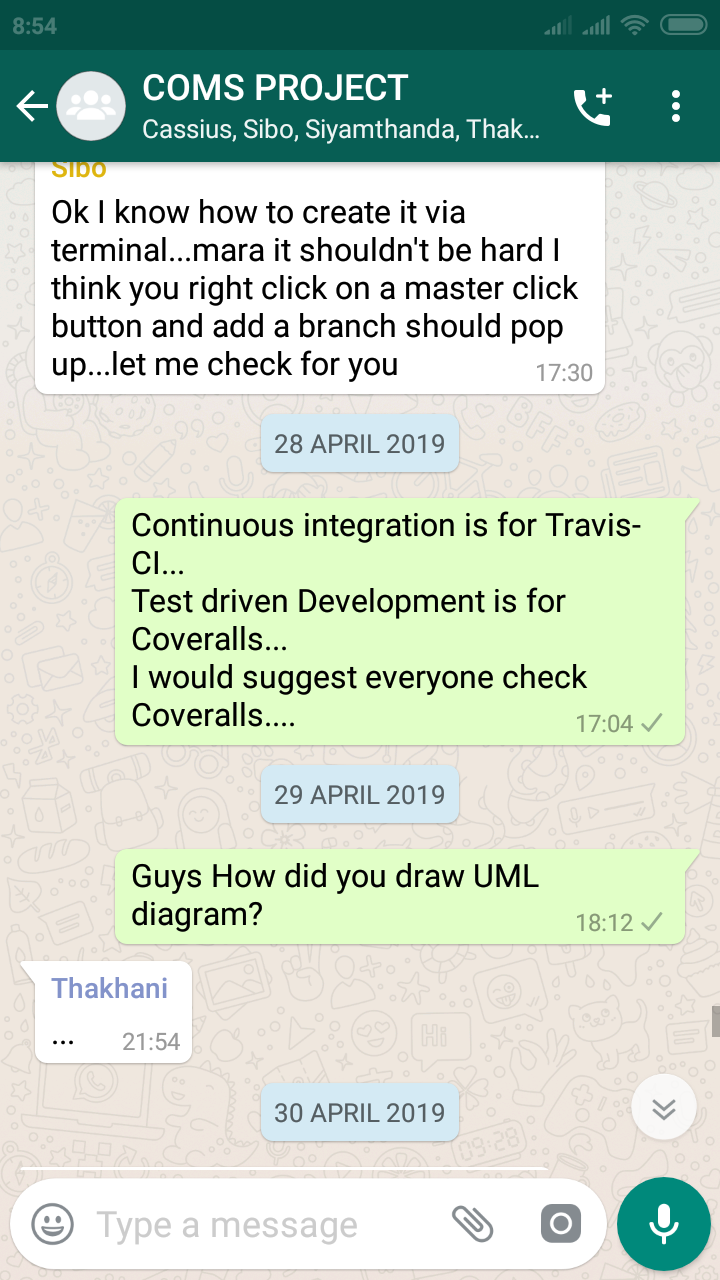 8:54
COMS PROJECT
Cassius, Sibo, Siyamthanda, Thak...
Sibo
Ok I know how to create it via
terminal...mara it shouldn't be hard I
think you right click on a master click
button and add a branch should pop
up...let me check for you
17:30
28 APRIL 2019
Continuous integration is for Travis-
CI...
Test driven Development is for
Coveralls...
I would suggest everyone check
Coveralls....
17:04
29 APRIL 2019
Guys How did you draw UML
diagram?
18:12
Thakhani
...
21:54
30 APRIL 2019
Type a message